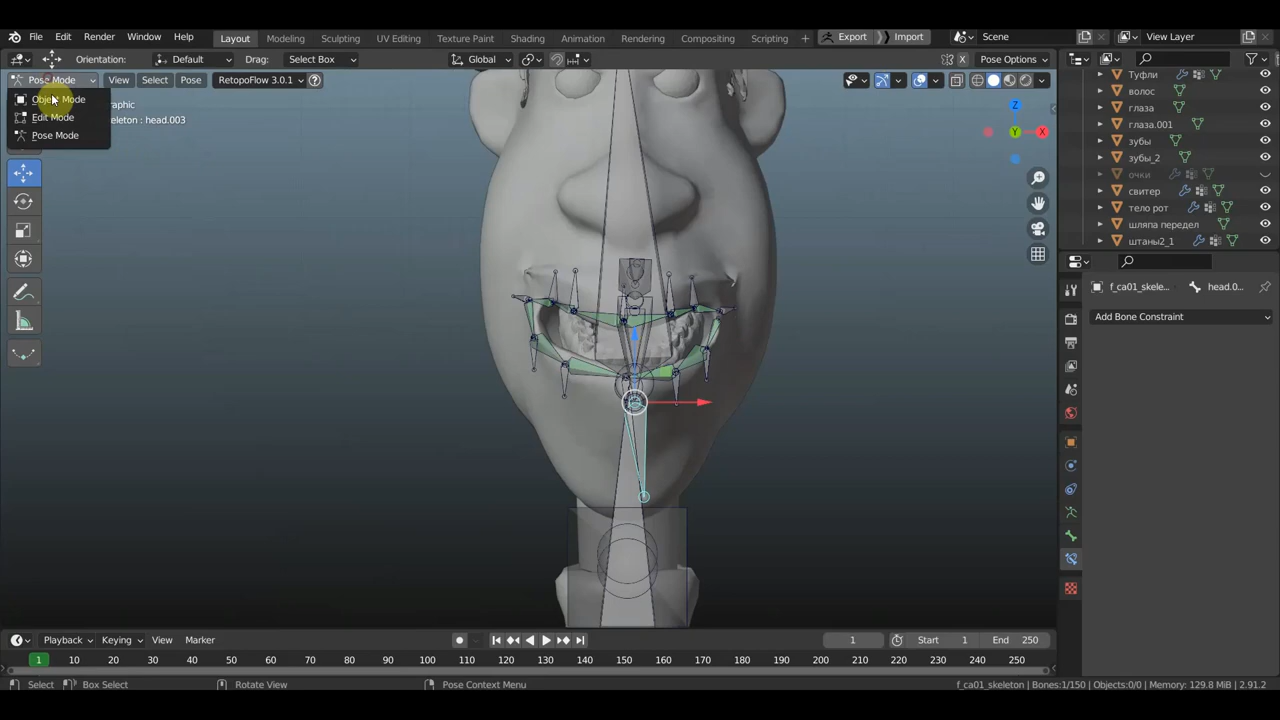 File Edit Render Window Help Layout Modeling Sculpting UV Editing Texture Paint Shading Animation Rendering Compositing Scripting + Export Import Scene View Layer
Orientation: Default Drag: Select Box Global X Pose Options
Pose Mode View Select Pose RetopoFlow 3.0.1 ?
Object Mode
Edit Mode
Pose Mode
graphic
eleton : head.003
Z
Y
X
Туфли
волос
глаза
глаза.001
зубы
зубы_2
очки
свитер
тело рот
шляпа передел
штаны2_1
f_ca01_skele... head.0...
Add Bone Constraint
Playback Keying View Marker 1 Start 1 End 250
1 10 20 30 40 50 60 70 80 90 100 110 120 130 140 150 160 170 180 190 200 210 220 230 240 250
Select Box Select Rotate View Pose Context Menu f_ca01_skeleton | Bones:1/150 | Objects:0/0 | Memory: 129.8 MiB | 2.91.2